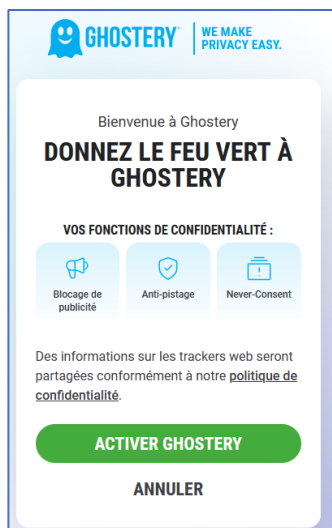 GHOSTERY
WE MAKE
PRIVACY EASY.
Bienvenue à Ghostery
DONNEZ LE FEU VERT À
GHOSTERY
VOS FONCTIONS DE CONFIDENTIALITÉ :
Blocage de
publicité
Anti-pistage
Never-Consent
Des informations sur les trackers web seront
partagées conformément à notre politique de
confidentialité.
ACTIVER GHOSTERY
ANNULER